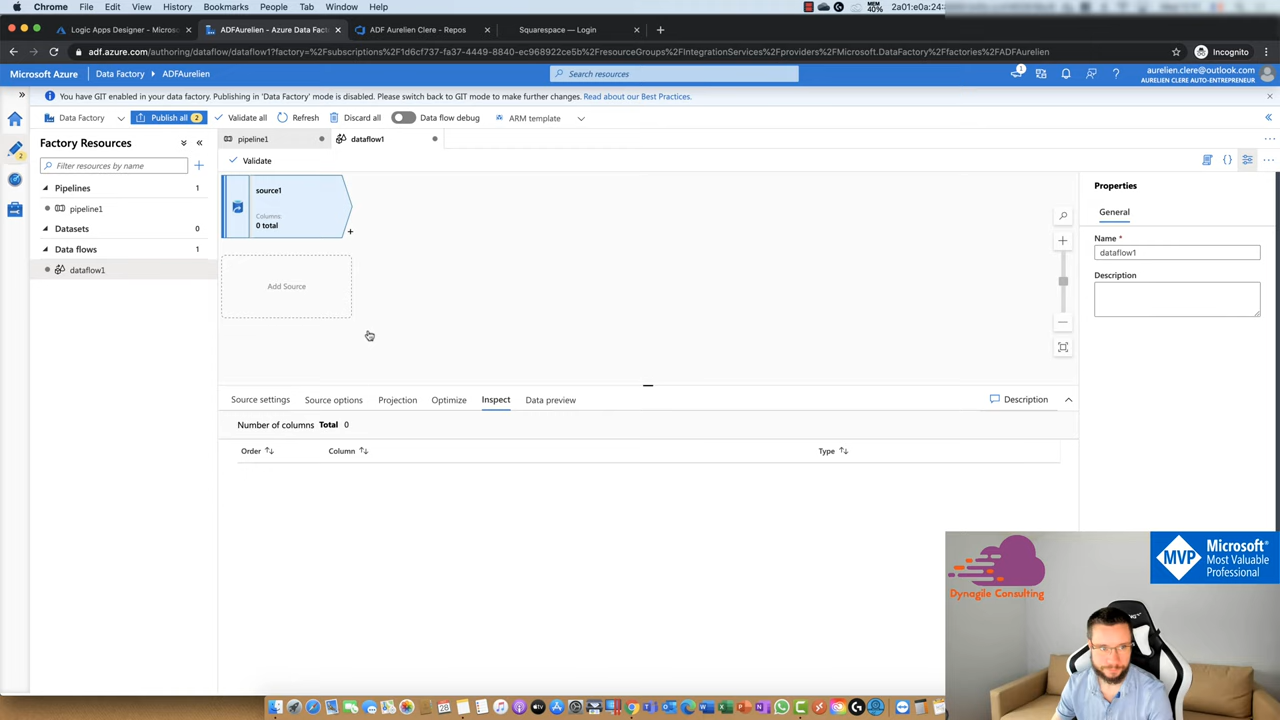 Chrome File Edit View History Bookmarks People Tab Window Help
MEM 40% 2a01:e0a:24:
Logic Apps Designer - Microso
ADFAurelien - Azure Data Fac
ADF Aurelien Clere - Repos
Squarespace — Login
adf.azure.com/authoring/dataflow/dataflow1?factory=%2Fsubscriptions%2F1d6cf737-fa37-4449-8840-ec968922ce5b%2FresourceGroups%2FIntegrationServices%2Fproviders%2FMicrosoft.DataFactory%2Ffactories%2FADFAurelien
Incognito
Microsoft Azure Data Factory ADFAurelien
Search resources
1
aurelien.clere@outlook.com
AURELIEN CLERE AUTO-ENTREPRENEUR
You have GIT enabled in your data factory. Publishing in 'Data Factory' mode is disabled. Please switch back to GIT mode to make further changes. Read about our Best Practices.
Data Factory Publish all 2 Validate all Refresh Discard all Data flow debug ARM template
Factory Resources
Filter resources by name
Pipelines 1
pipeline1
Datasets 0
Data flows 1
dataflow1
2
pipeline1
dataflow1
Validate
source1
Columns:
0 total
Add Source
Properties
General
Name *
dataflow1
Description
Source settings Source options Projection Optimize Inspect Data preview Description
Number of columns Total 0
Order Column Type
Dynagile Consulting
MVP
Microsoft
Most Valuable
Professional